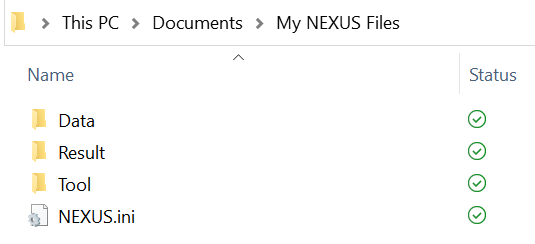 This PC > Documents > My NEXUS Files
Name Status
Data
Result
Tool
NEXUS.ini